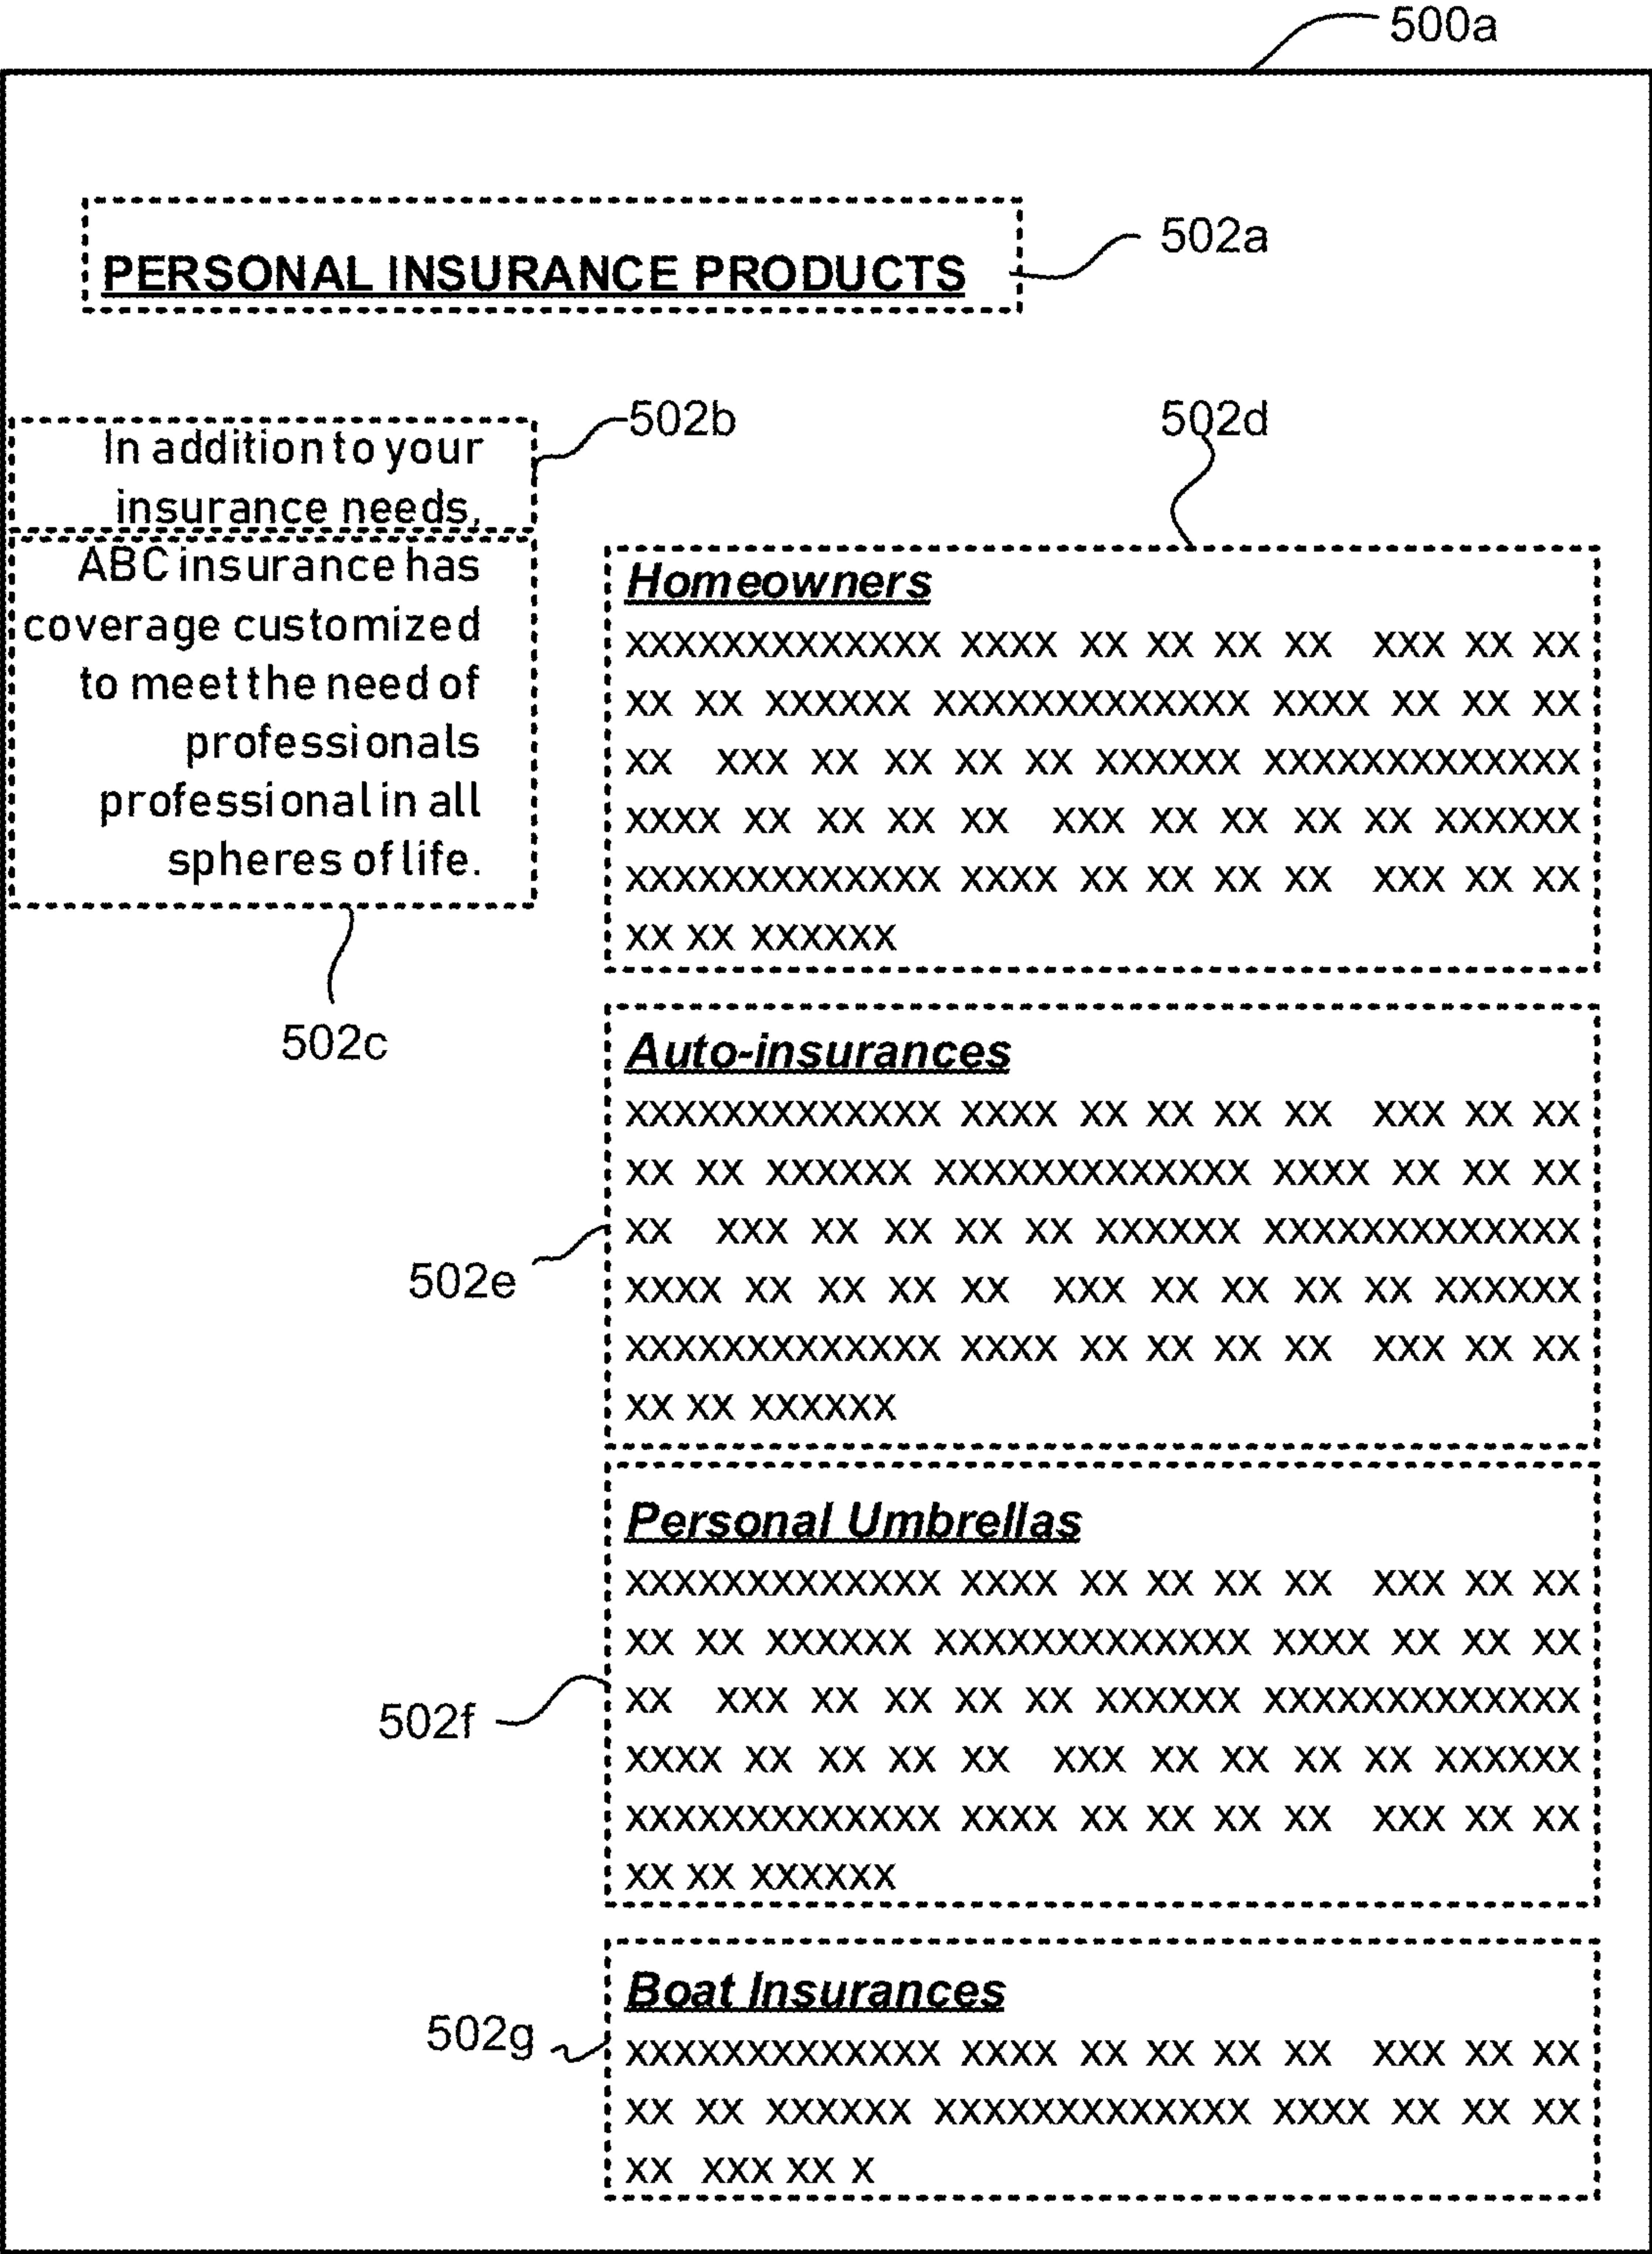 500a
PERSONAL INSURANCE PRODUCTS
502a
In addition to your
insurance needs,
502b
ABC insurance has
coverage customized
to meet the need of
professionals
professional in all
spheres of life.
502c
502d
Homeowners
XXXXXXXXXXXXX XXXX XX XX XX XX XXX XX XX
XX XX XXXXXX XXXXXXXXXXXXX XXXX XX XX XX
XX XXX XX XX XX XX XXXXXX XXXXXXXXXXXXX
XXXX XX XX XX XX XXX XX XX XX XX XXXXXX
XXXXXXXXXXXXX XXXX XX XX XX XX XXX XX XX
XX XX XXXXXX
Auto-insurances
XXXXXXXXXXXXX XXXX XX XX XX XX XXX XX XX
XX XX XXXXXX XXXXXXXXXXXXX XXXX XX XX XX
XX XXX XX XX XX XX XXXXXX XXXXXXXXXXXXX
XXXX XX XX XX XX XXX XX XX XX XX XXXXXX
XXXXXXXXXXXXX XXXX XX XX XX XX XXX XX XX
XX XX XXXXXX
502e
Personal Umbrellas
XXXXXXXXXXXXX XXXX XX XX XX XX XXX XX XX
XX XX XXXXXX XXXXXXXXXXXXX XXXX XX XX XX
XX XXX XX XX XX XX XXXXXX XXXXXXXXXXXXX
XXXX XX XX XX XX XXX XX XX XX XX XXXXXX
XXXXXXXXXXXXX XXXX XX XX XX XX XXX XX XX
XX XX XXXXXX
502f
Boat Insurances
XXXXXXXXXXXXX XXXX XX XX XX XX XXX XX XX
XX XX XXXXXX XXXXXXXXXXXXX XXXX XX XX XX
XX XXX XX X
502g